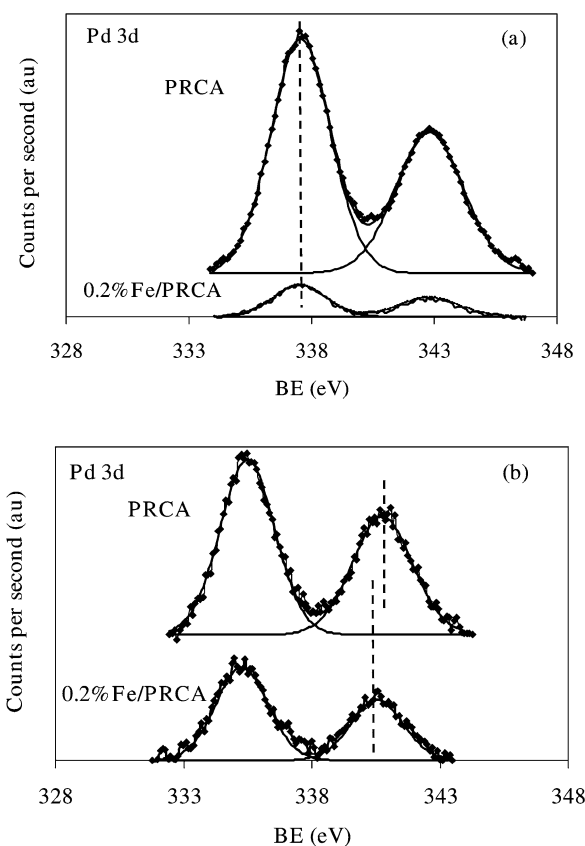 Pd 3d
(a)
PRCA
0.2%Fe/PRCA
Counts per second (au)
328 333 338 343 348
BE (eV)
Pd 3d
(b)
PRCA
0.2%Fe/PRCA
Counts per second (au)
328 333 338 343 348
BE (eV)